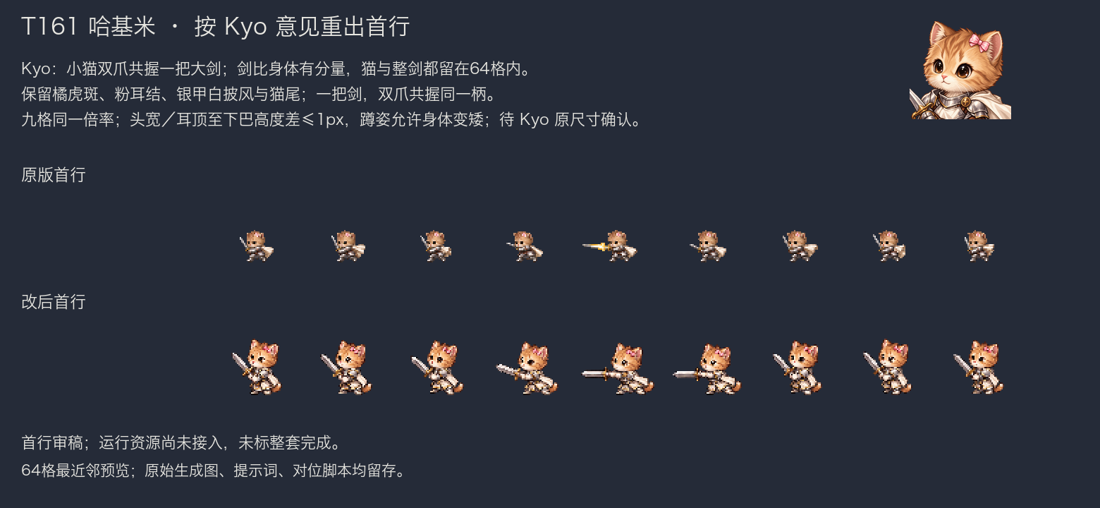 T161 哈基米 · 按 Kyo 意见重出首行
Kyo：小猫双爪共握一把大剑；剑比身体有分量，猫与整剑都留在64格内。
保留橘虎斑、粉耳结、银甲白披风与猫尾；一把剑，双爪共握同一柄。
九格同一倍率；头宽／耳顶至下巴高度差≤1px，蹲姿允许身体变矮；待 Kyo 原尺寸确认。
原版首行
改后首行
首行审稿；运行资源尚未接入，未标整套完成。
64格最近邻预览；原始生成图、提示词、对位脚本均留存。